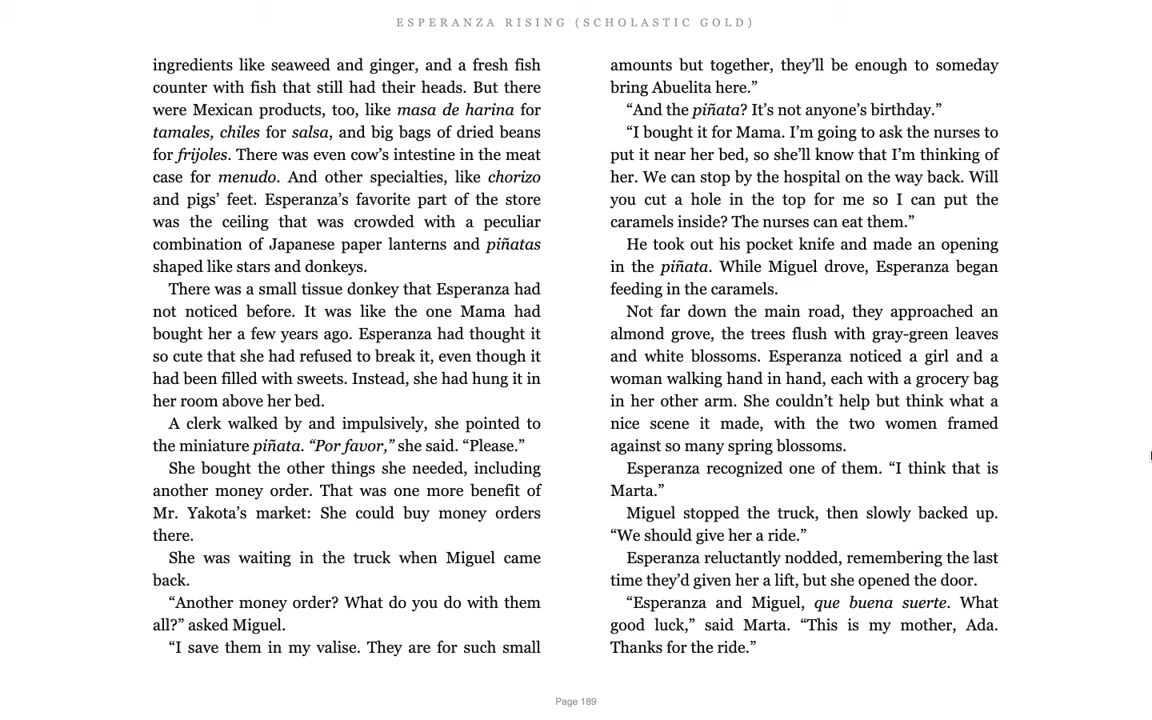 ESPERANZA RISING (SCHOLASTIC GOLD)
ingredients like seaweed and ginger, and a fresh fish
counter with fish that still had their heads. But there
were Mexican products, too, like masa de harina for
tamales, chiles for salsa, and big bags of dried beans
for frijoles. There was even cow’s intestine in the meat
case for menudo. And other specialties, like chorizo
and pigs’ feet. Esperanza’s favorite part of the store
was the ceiling that was crowded with a peculiar
combination of Japanese paper lanterns and piñatas
shaped like stars and donkeys.
There was a small tissue donkey that Esperanza had
not noticed before. It was like the one Mama had
bought her a few years ago. Esperanza had thought it
so cute that she had refused to break it, even though it
had been filled with sweets. Instead, she had hung it in
her room above her bed.
A clerk walked by and impulsively, she pointed to
the miniature piñata. “Por favor,” she said. “Please.”
She bought the other things she needed, including
another money order. That was one more benefit of
Mr. Yakota’s market: She could buy money orders
there.
She was waiting in the truck when Miguel came
back.
“Another money order? What do you do with them
all?” asked Miguel.
“I save them in my valise. They are for such small
amounts but together, they’ll be enough to someday
bring Abuelita here.”
“And the piñata? It’s not anyone’s birthday.”
“I bought it for Mama. I’m going to ask the nurses to
put it near her bed, so she’ll know that I’m thinking of
her. We can stop by the hospital on the way back. Will
you cut a hole in the top for me so I can put the
caramels inside? The nurses can eat them.”
He took out his pocket knife and made an opening
in the piñata. While Miguel drove, Esperanza began
feeding in the caramels.
Not far down the main road, they approached an
almond grove, the trees flush with gray-green leaves
and white blossoms. Esperanza noticed a girl and a
woman walking hand in hand, each with a grocery bag
in her other arm. She couldn’t help but think what a
nice scene it made, with the two women framed
against so many spring blossoms.
Esperanza recognized one of them. “I think that is
Marta.”
Miguel stopped the truck, then slowly backed up.
“We should give her a ride.”
Esperanza reluctantly nodded, remembering the last
time they’d given her a lift, but she opened the door.
“Esperanza and Miguel, que buena suerte. What
good luck,” said Marta. “This is my mother, Ada.
Thanks for the ride.”
Page 189